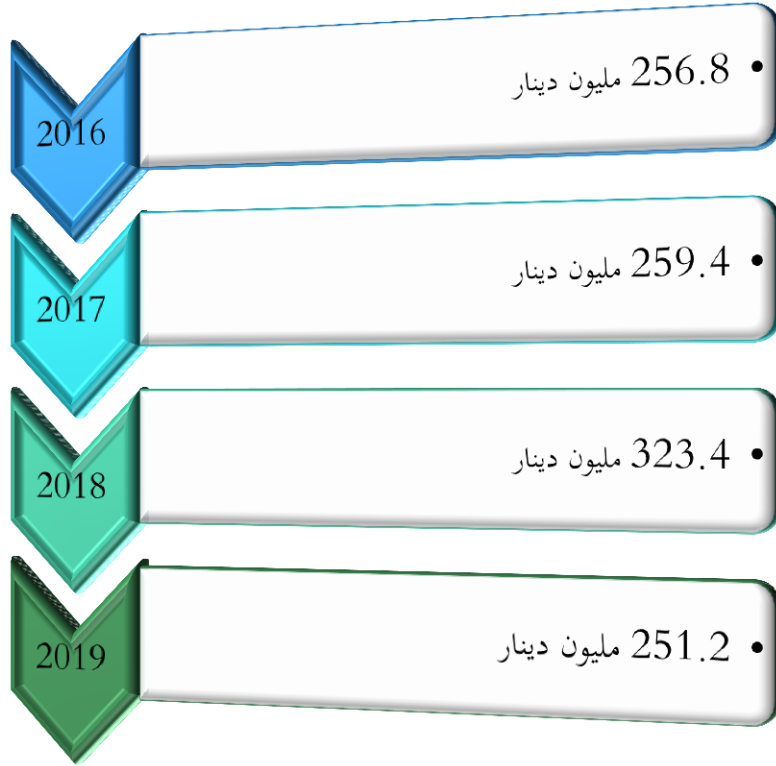 2016
• 256.8 مليون دينار
2017
• 259.4 مليون دينار
2018
• 323.4 مليون دينار
2019
• 251.2 مليون دينار